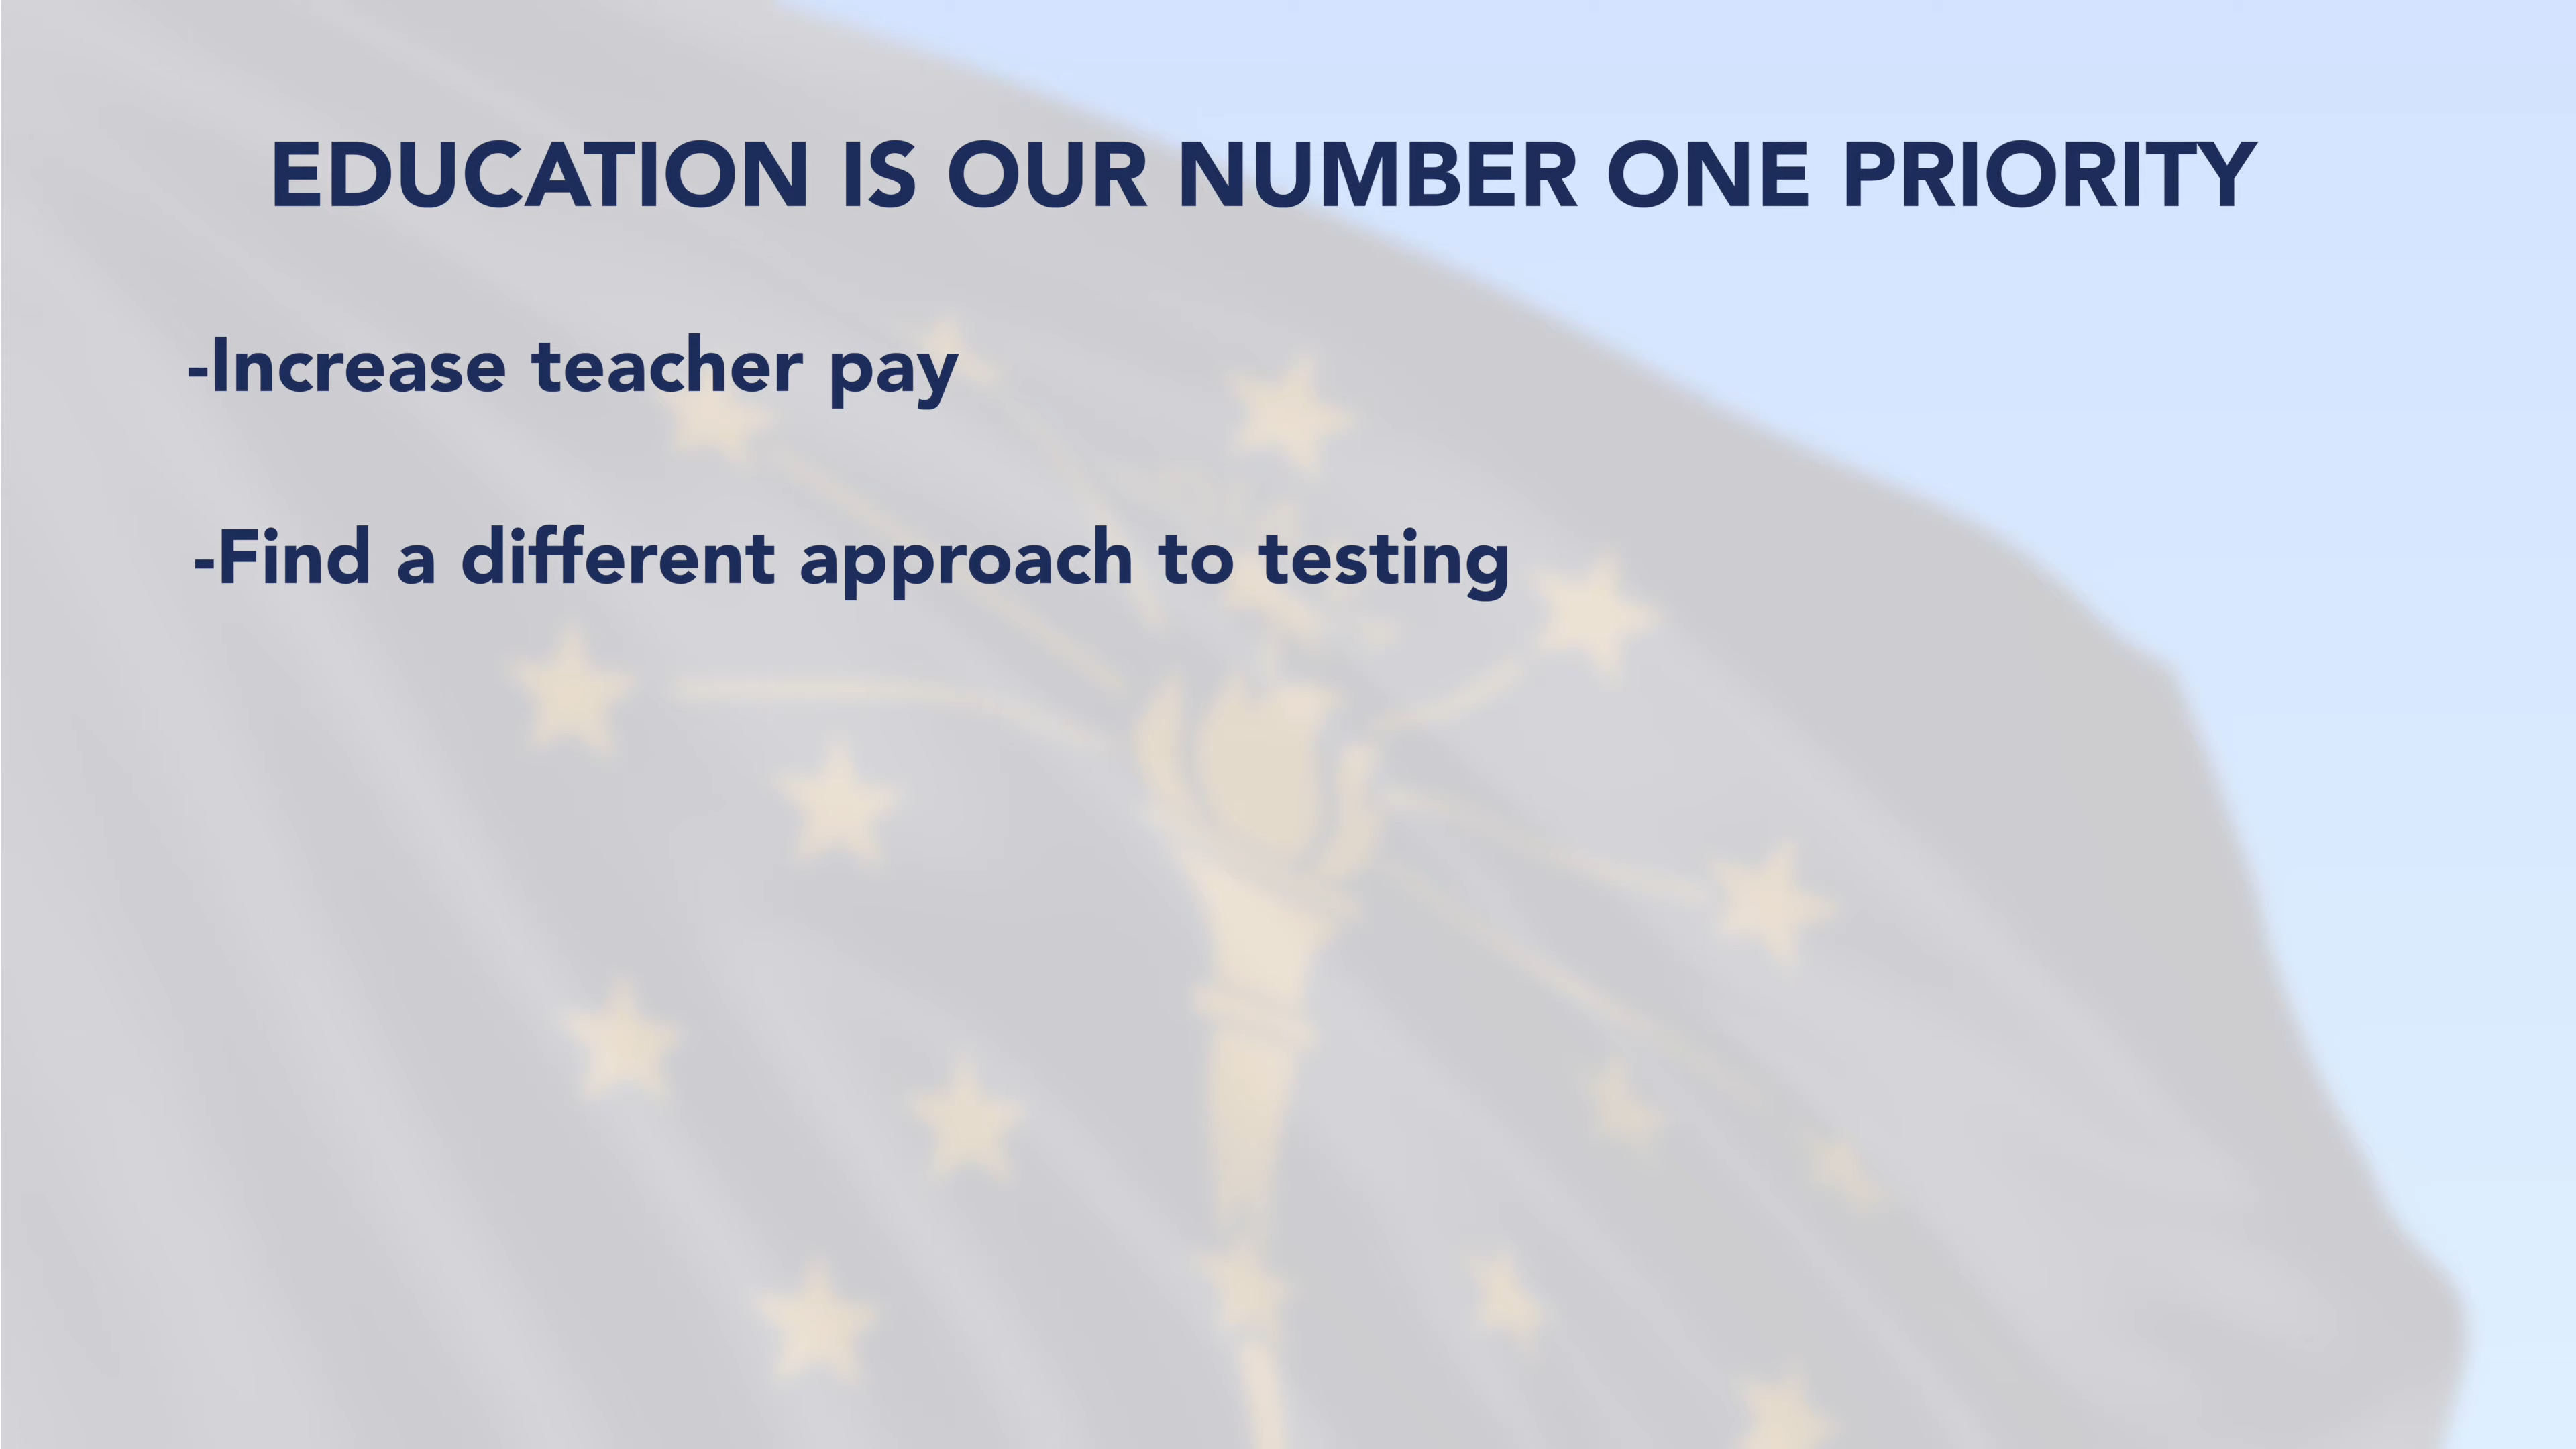 EDUCATION IS OUR NUMBER ONE PRIORITY
-Increase teacher pay
-Find a different approach to testing